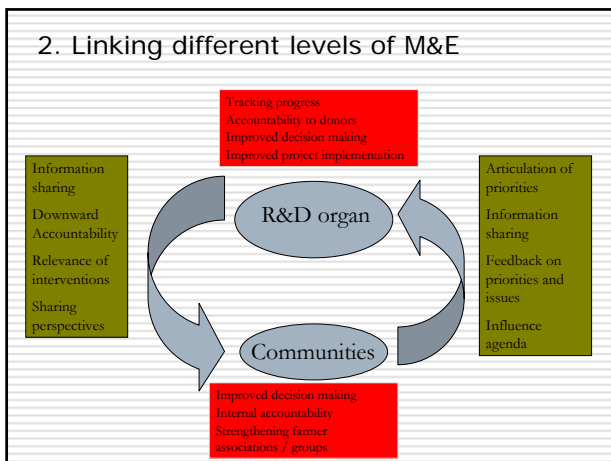 2. Linking different levels of M&E
Tracking progress
Accountability to donors
Improved decision making
Improved project implementation
Information
sharing
Downward
Accountability
Relevance of
interventions
Sharing
perspectives
R&D organ
Articulation of
priorities
Information
sharing
Feedback on
priorities and
issues
Influence
agenda
Communities
Improved decision making
Internal accountability
Strengthening farmer
associations / groups